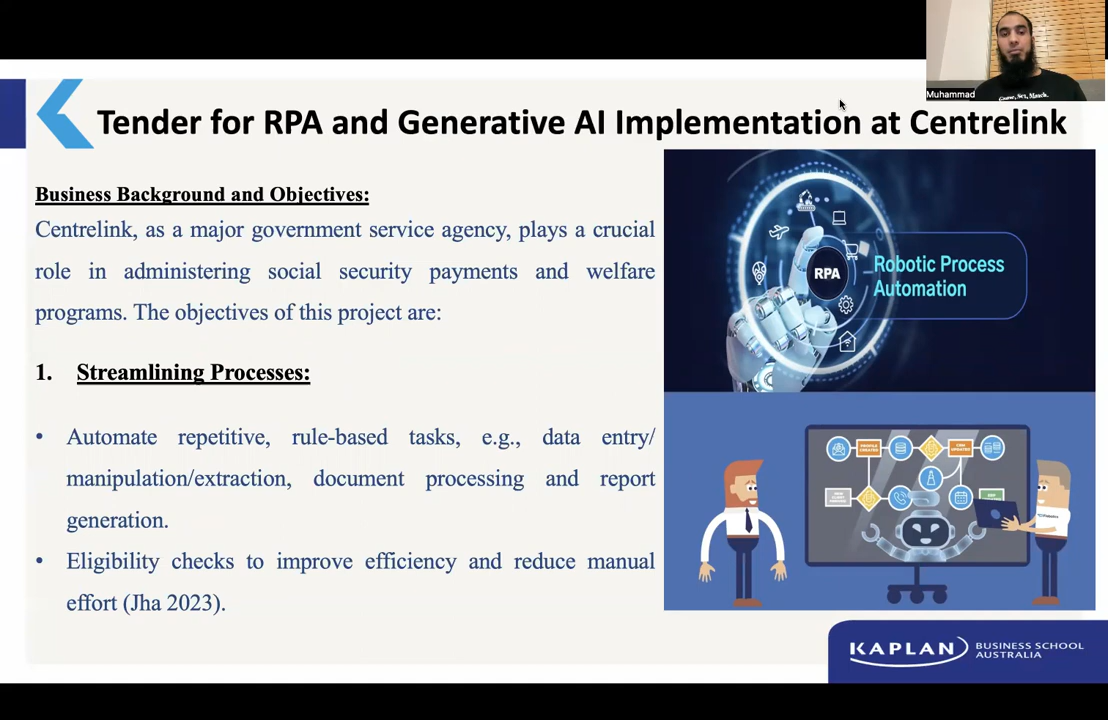 Muhammad
Tender for RPA and Generative AI Implementation at Centrelink
Business Background and Objectives:
Centrelink, as a major government service agency, plays a crucial
role in administering social security payments and welfare
programs. The objectives of this project are:
1. Streamlining Processes:
• Automate repetitive, rule-based tasks, e.g., data entry/
manipulation/extraction, document processing and report
generation.
• Eligibility checks to improve efficiency and reduce manual
effort (Jha 2023).
RPA
Robotic Process
Automation
PROFILE
CREATED
KAPLAN
BUSINESS SCHOOL
AUSTRALIA